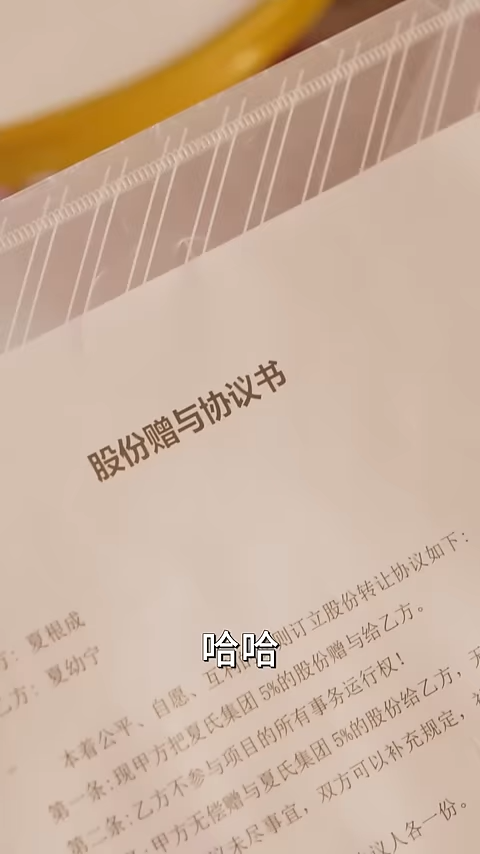 股份赠与协议书
方：夏根成
乙方：夏幼宁
本着公平、自愿、互利 则订立股份转让协议如下：
第一条：现甲方把夏氏集团 5%的股份赠与给乙方。
第二条：乙方不参与项目的所有事务运行权！
条：甲方无偿赠与夏氏集团 5%的股份给乙方，
未尽事宜，双方可以补充规定，
议人各一份。
哈哈